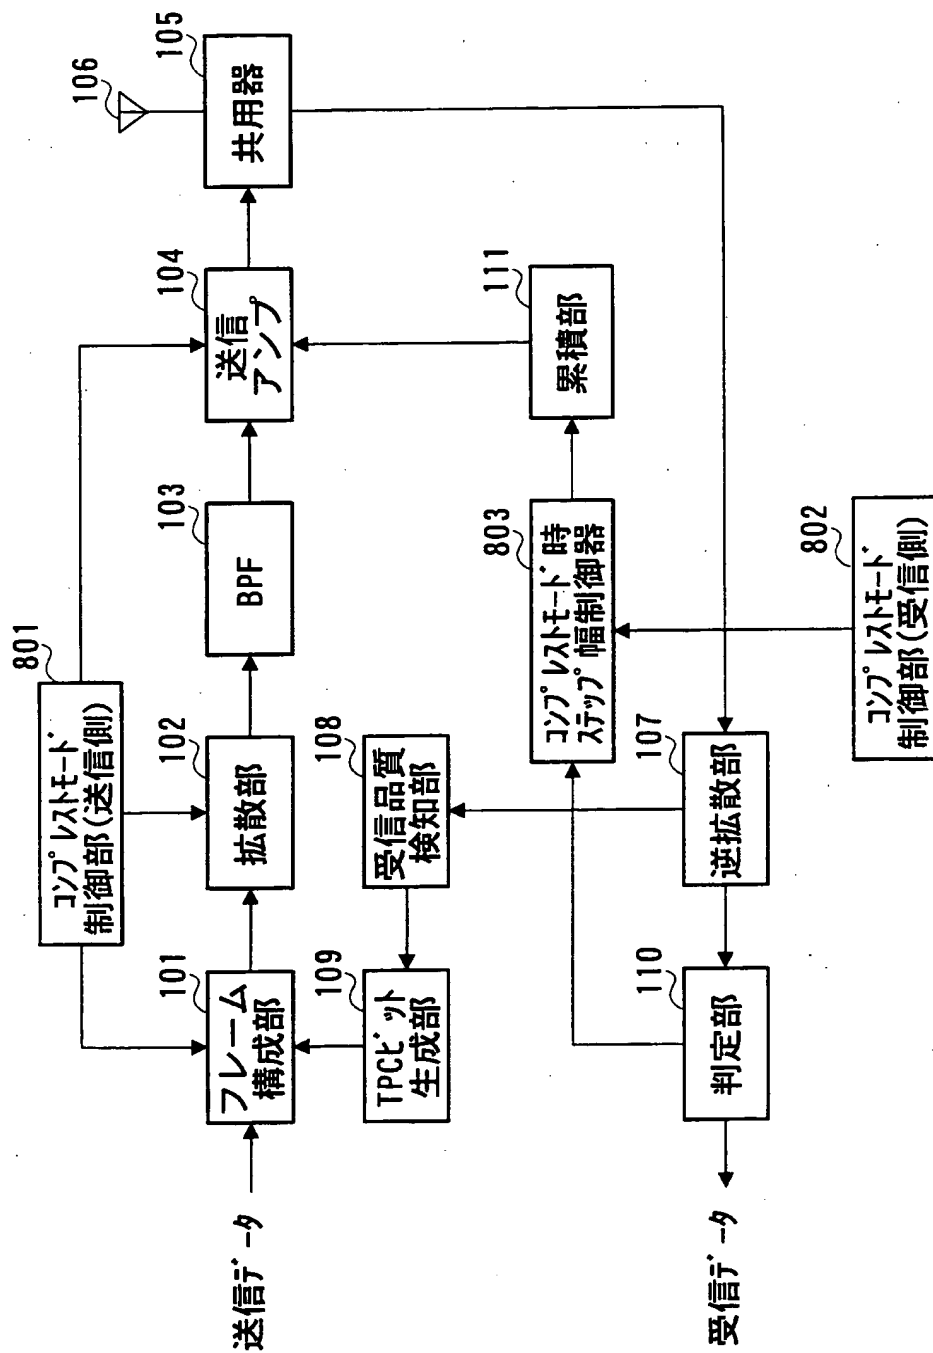 801
コンプレストモード
制御部(送信側)
送信データ
101
フレーム
構成部
102
拡散部
103
BPF
104
送信
アンプ
105
共用器
106
109
TPCビット
生成部
108
受信品質
検知部
803
コンプレストモード時
ステップ幅制御器
111
累積部
受信データ
110
判定部
107
逆拡散部
802
コンプレストモード
制御部(受信側)